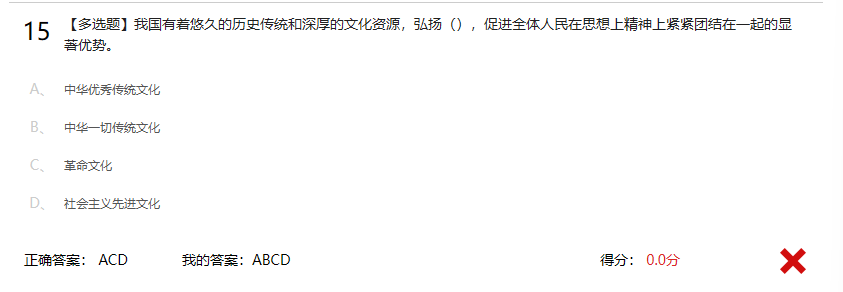 15 【多选题】我国有着悠久的历史传统和深厚的文化资源，弘扬（），促进全体人民在思想上精神上紧紧团结在一起的显
著优势。
A、 中华优秀传统文化
B、 中华一切传统文化
C、 革命文化
D、 社会主义先进文化
正确答案： ACD 我的答案：ABCD 得分： 0.0分